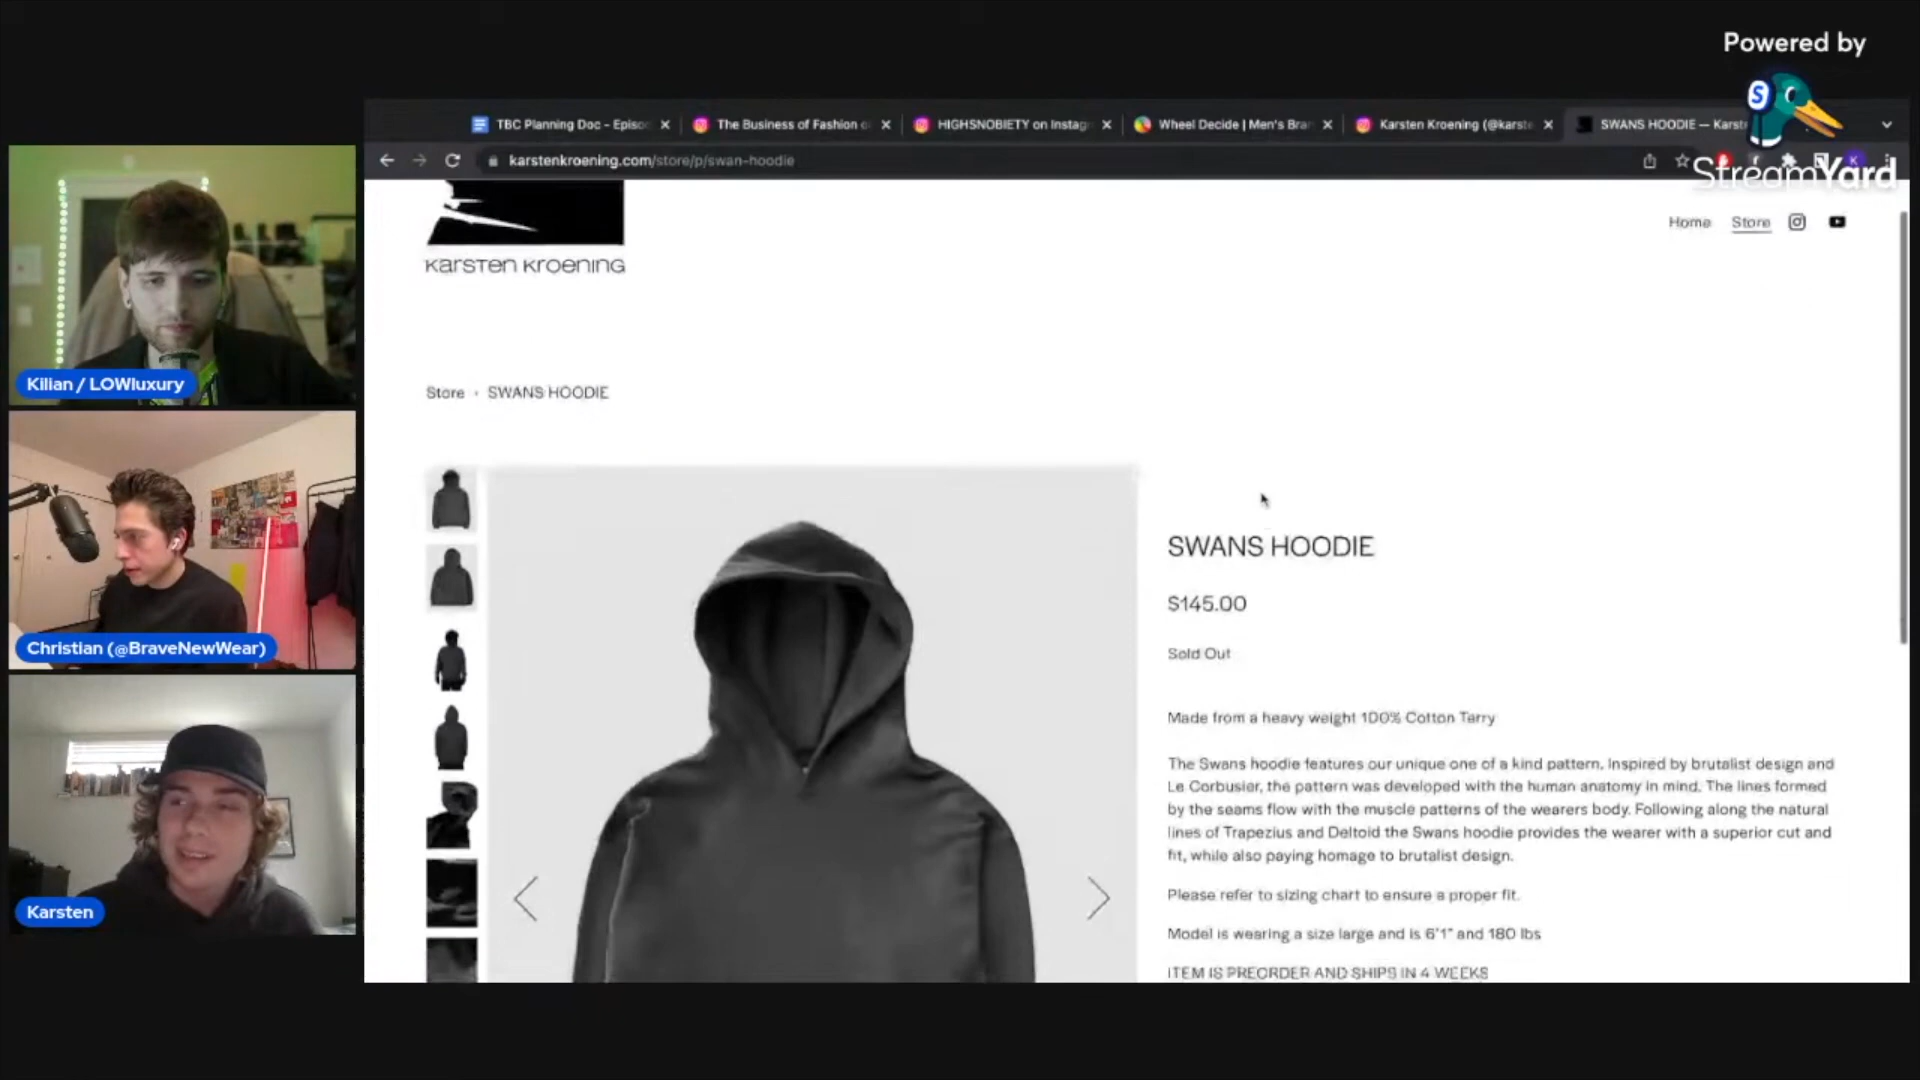 Powered by
StreamYard
TBC Planning Doc - Episo
The Business of Fashion o
HIGHSNOBIETY on Instag
Wheel Decide | Men's Bra
Karsten Kroening (@karste
SWANS HOODIE — Karst
karstenkroening.com/store/p/swan-hoodie
Home
Store
Karsten Kroening
Store › SWANS HOODIE
SWANS HOODIE
$145.00
Sold Out
Made from a heavy weight 100% Cotton Terry
The Swans hoodie features our unique one of a kind pattern. Inspired by brutalist design and
Le Corbusier, the pattern was developed with the human anatomy in mind. The lines formed
by the seams flow with the muscle patterns of the wearers body. Following along the natural
lines of Trapezius and Deltoid the Swans hoodie provides the wearer with a superior cut and
fit, while also paying homage to brutalist design.
Please refer to sizing chart to ensure a proper fit.
Model is wearing a size large and is 6'1" and 180 lbs
ITEM IS PREORDER AND SHIPS IN 4 WEEKS
Kilian / LOWluxury
Christian (@BraveNewWear)
Karsten